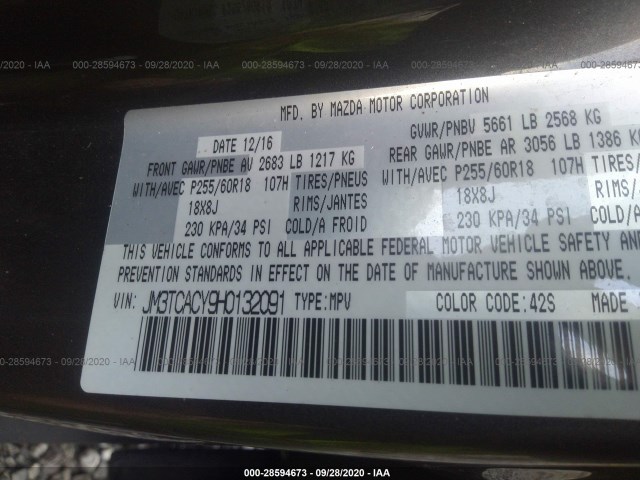 000-28594673 - 09/28/2020 - IAA
MFD. BY MAZDA MOTOR CORPORATION
DATE 12/16
GVWR/PNBV 5661 LB 2568 KG
FRONT GAWR/PNBE AV 2683 LB 1217 KG
REAR GAWR/PNBE AR 3056 LB 1386 KG
WITH/AVEC P255/60R18 107H TIRES/PNEUS
WITH/AVEC P255/60R18 107H
18X8J RIMS/JANTES
18X8J RIMS/
230 KPA/34 PSI COLD/A FROID
230 KPA/34 PSI COLD/A
THIS VEHICLE CONFORMS TO ALL APPLICABLE FEDERAL MOTOR VEHICLE SAFETY AND
PREVENTION STANDARDS IN EFFECT ON THE DATE OF MANUFACTURE SHOWN ABOVE.
VIN: JM3TCACY9H0132091 TYPE:MPV COLOR CODE:42S MADE
000-28594673 - 09/28/2020 - IAA